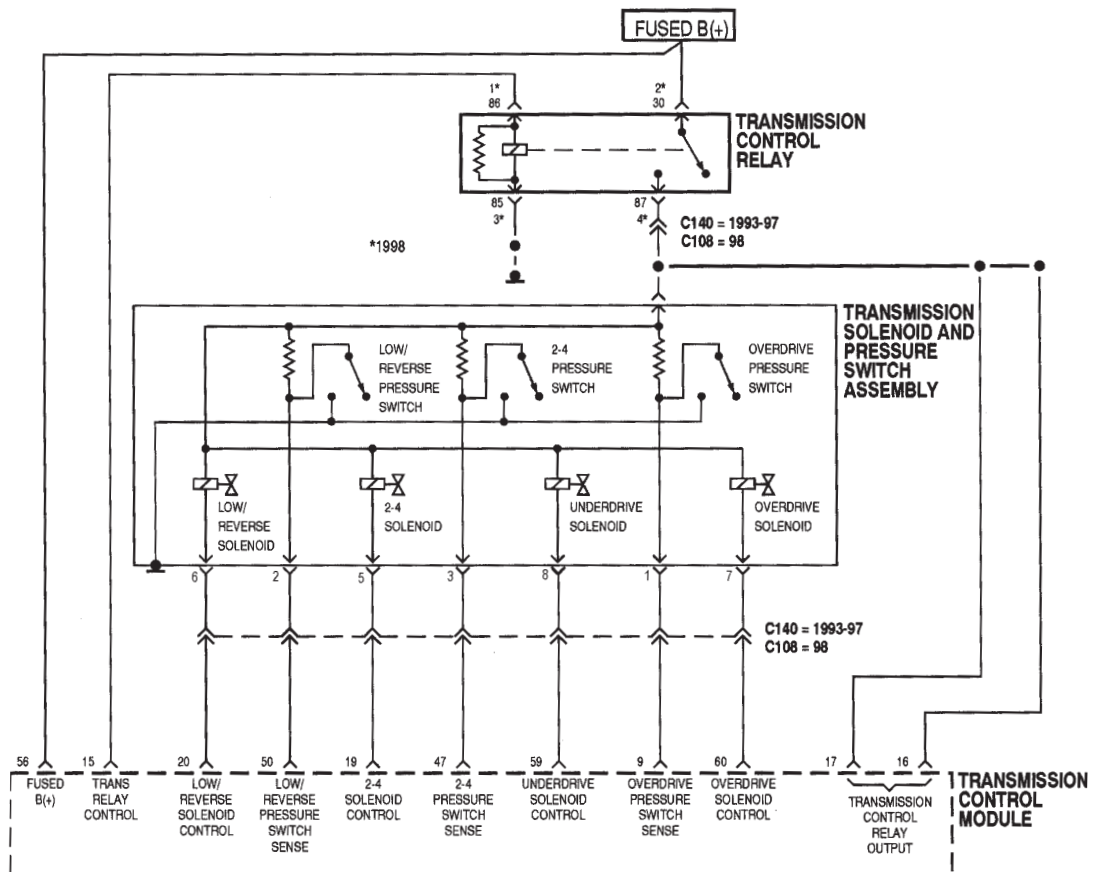 FUSED B(+)
1*
86
2*
30
TRANSMISSION
CONTROL
RELAY
85
3*
87
4*
C140 = 1993-97
C108 = 98
*1998
TRANSMISSION
SOLENOID AND
PRESSURE
SWITCH
ASSEMBLY
LOW/
REVERSE
PRESSURE
SWITCH
2-4
PRESSURE
SWITCH
OVERDRIVE
PRESSURE
SWITCH
LOW/
REVERSE
SOLENOID
2-4
SOLENOID
UNDERDRIVE
SOLENOID
OVERDRIVE
SOLENOID
6
2
5
3
8
1
7
C140 = 1993-97
C108 = 98
56
15
20
50
19
47
59
9
60
17
16
FUSED
B(+)
TRANS
RELAY
CONTROL
LOW/
REVERSE
SOLENOID
CONTROL
LOW/
REVERSE
PRESSURE
SWITCH
SENSE
2-4
SOLENOID
CONTROL
2-4
PRESSURE
SWITCH
SENSE
UNDERDRIVE
SOLENOID
CONTROL
OVERDRIVE
PRESSURE
SWITCH
SENSE
OVERDRIVE
SOLENOID
CONTROL
TRANSMISSION
CONTROL
RELAY
OUTPUT
TRANSMISSION
CONTROL
MODULE